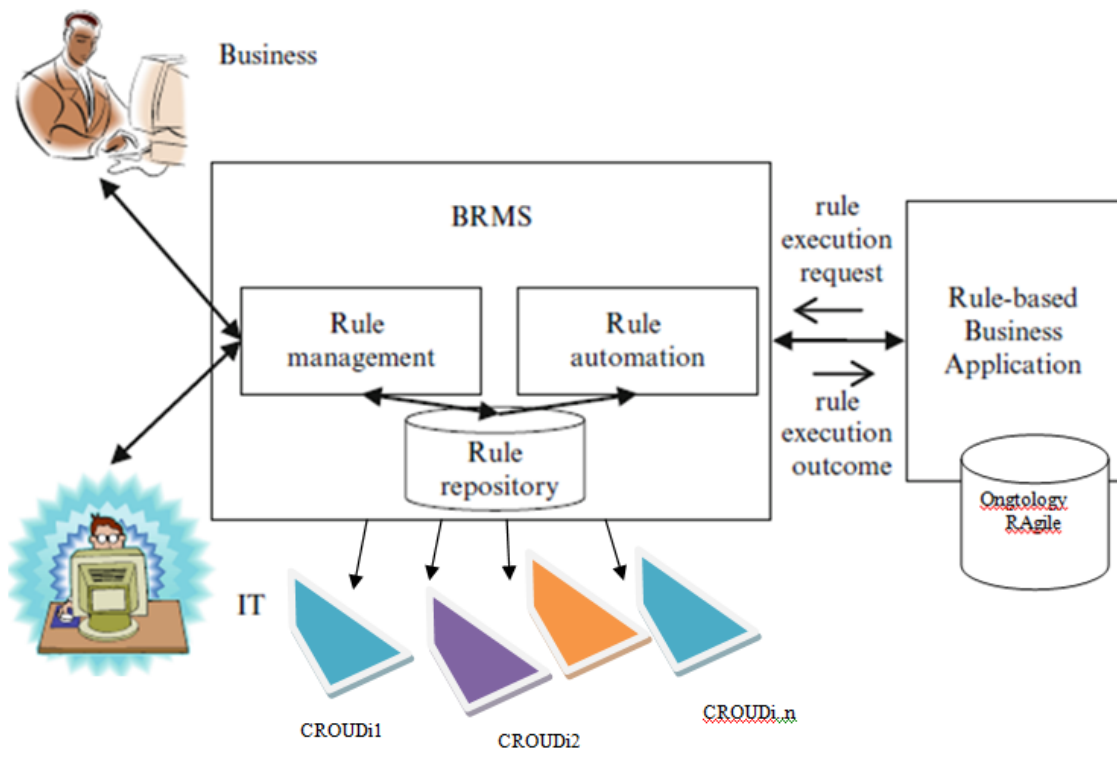 Business
BRMS
Rule
management
Rule
automation
Rule
repository
rule
execution
request
rule
execution
outcome
Rule-based
Business
Application
Ongtology
RAgile
IT
CROUDi1
CROUDi2
CROUDi..n